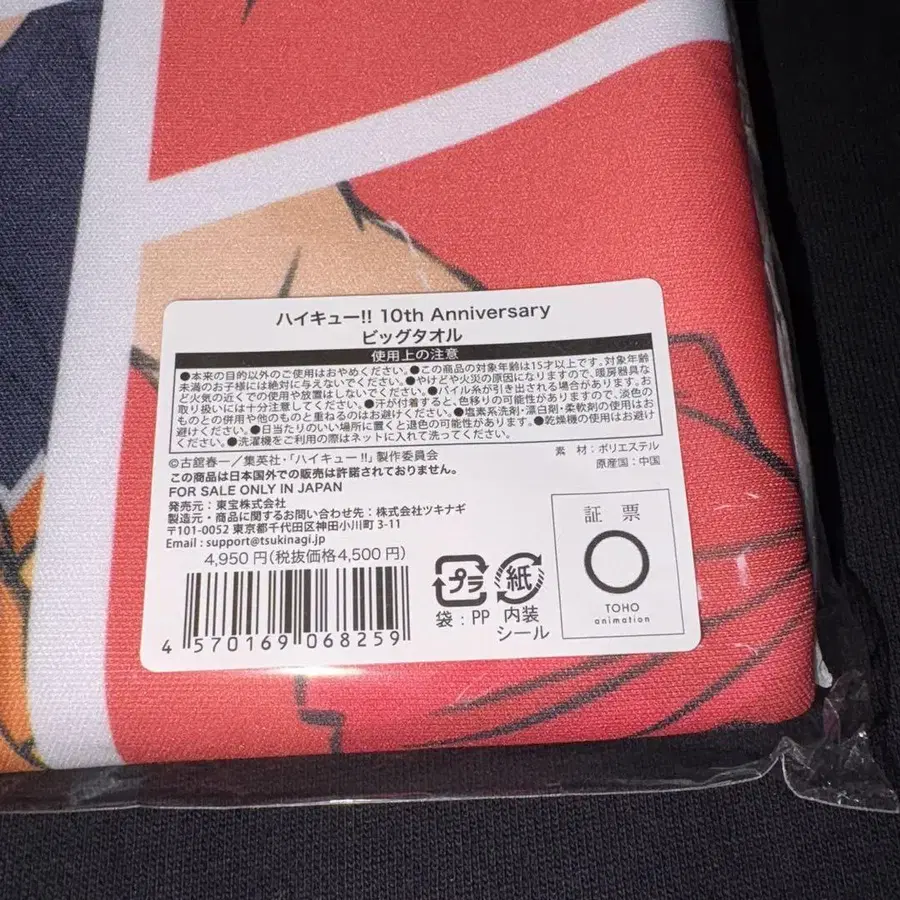 ハイキュー!! 10th Anniversary
ビッグタオル
使用上の注意
●本来の目的以外のご使用はおやめください。●この商品の対象年齢は15才以上です。対象年齢
未満のお子様には絶対に与えないでください。●やけどや火災の原因になりますので、暖房器具な
ど火気の近くでの使用や放置はしないでください。●パイル糸が引き出される場合があります。お
取り扱いには十分注意してください。●汗が付着すると、色移りの可能性がありますので、淡色の
ものとの併用や他のものと重ねるのはお避けください。●塩素系洗剤・漂白剤・柔軟剤の使用はお
避けください。●日当たりのいい場所に置くと退色の可能性があります。●乾燥機の使用はお避け
ください。●洗濯機をご利用の際はネットに入れて洗ってください。
©古舘春一／集英社・「ハイキュー!!」製作委員会
素 材：ポリエステル
原産国：中国
この商品は日本国外での販売は許諾されておりません。
FOR SALE ONLY IN JAPAN
発売元：東宝株式会社
製造元・商品に関するお問い合わせ先：株式会社ツキナギ
〒101-0052 東京都千代田区神田小川町 3-11
Email : support@tsukinagi.jp
4,950 円(税抜価格4,500 円)
4 570169 068259
プラ
袋：PP
紙
内装
シール
証 票
TOHO
animation